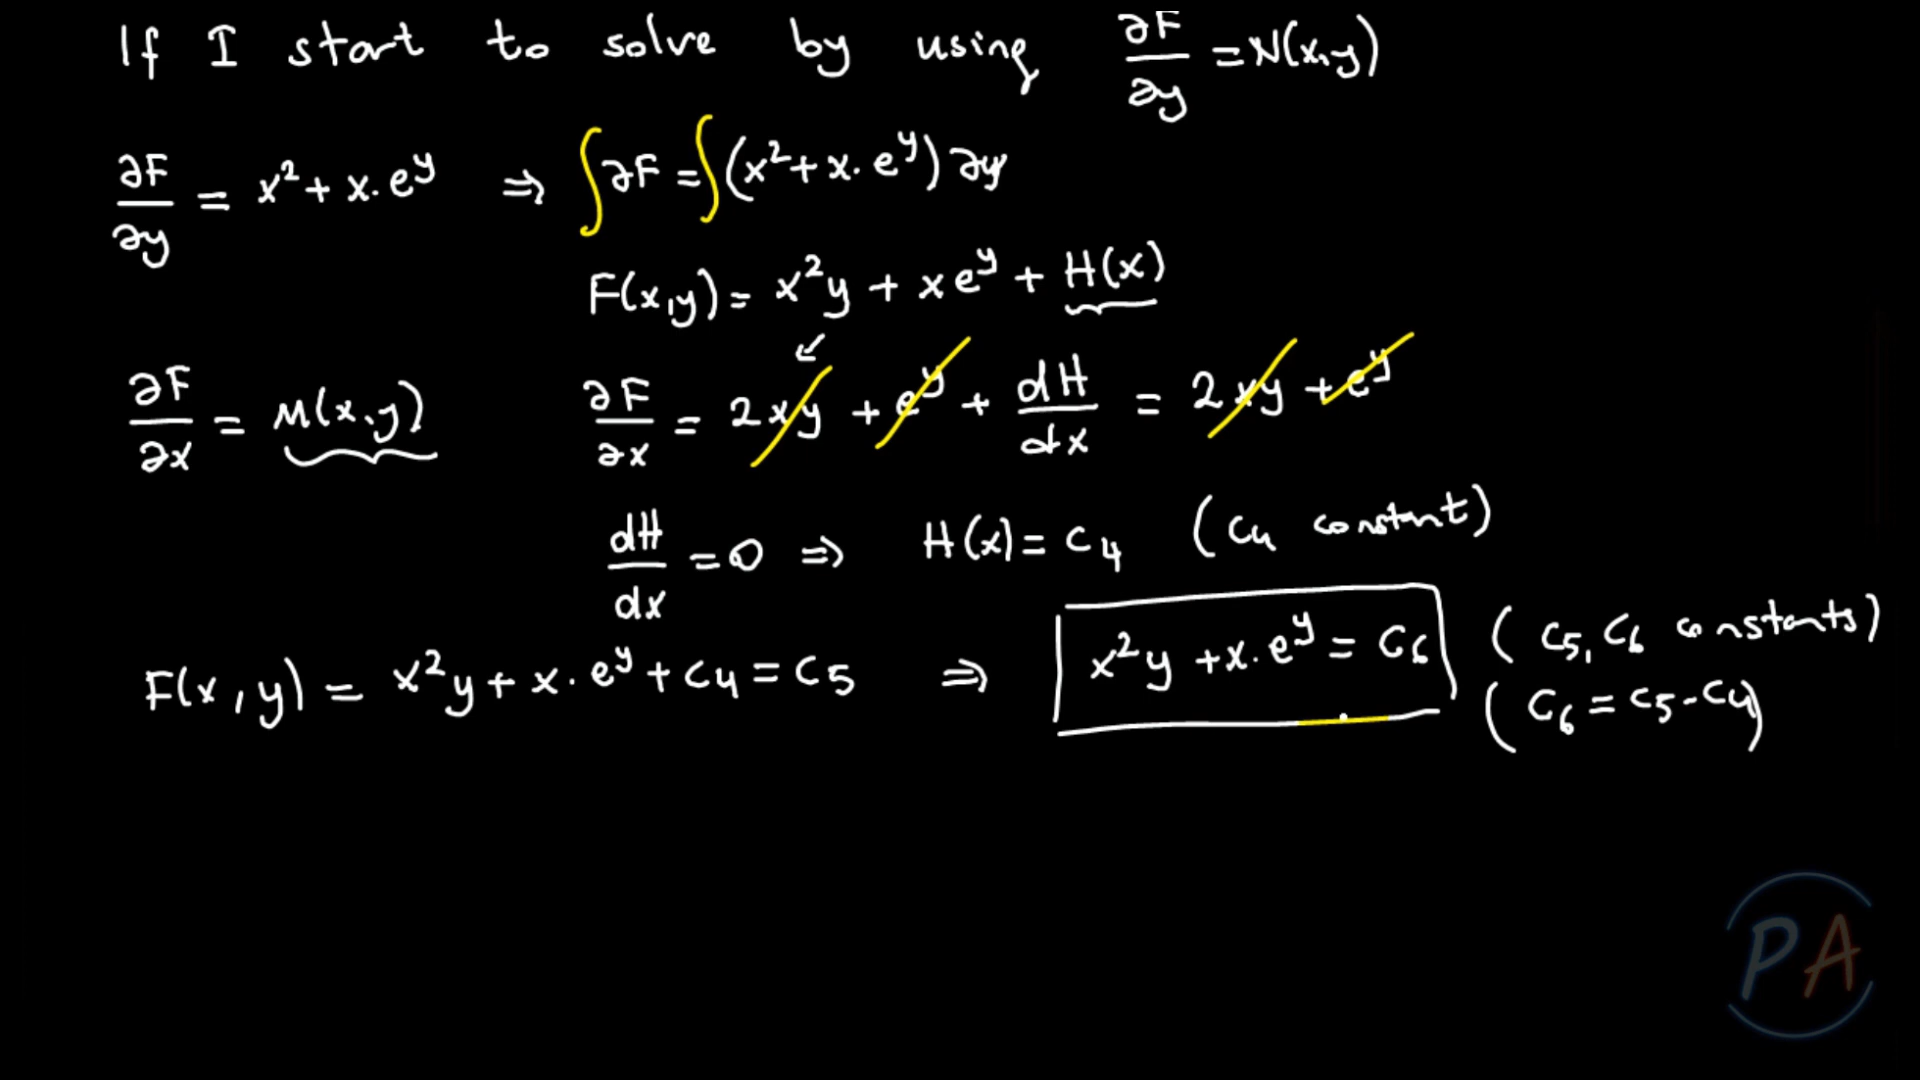 If I start to solve by using ∂F/∂y = N(x,y)
∂F/∂y = x² + x·e^y ⇒ ∫∂F = ∫(x² + x·e^y) ∂y
F(x,y) = x²y + xe^y + H(x)
∂F/∂x = M(x,y)    ∂F/∂x = 2xy + e^y + dH/dx = 2xy + e^y
dH/dx = 0 ⇒ H(x) = c₄ (c₄ constant)
F(x,y) = x²y + x·e^y + c₄ = c₅ ⇒ x²y + x·e^y = c₆ (c₅, c₆ constants)
(c₆ = c₅ - c₄)
PA